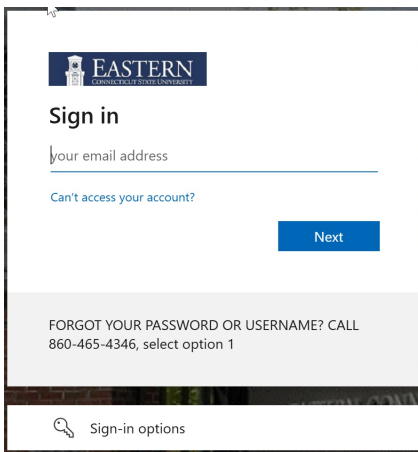 EASTERN
CONNECTICUT STATE UNIVERSITY
Sign in
your email address
Can't access your account?
Next
FORGOT YOUR PASSWORD OR USERNAME? CALL
860-465-4346, select option 1
Sign-in options